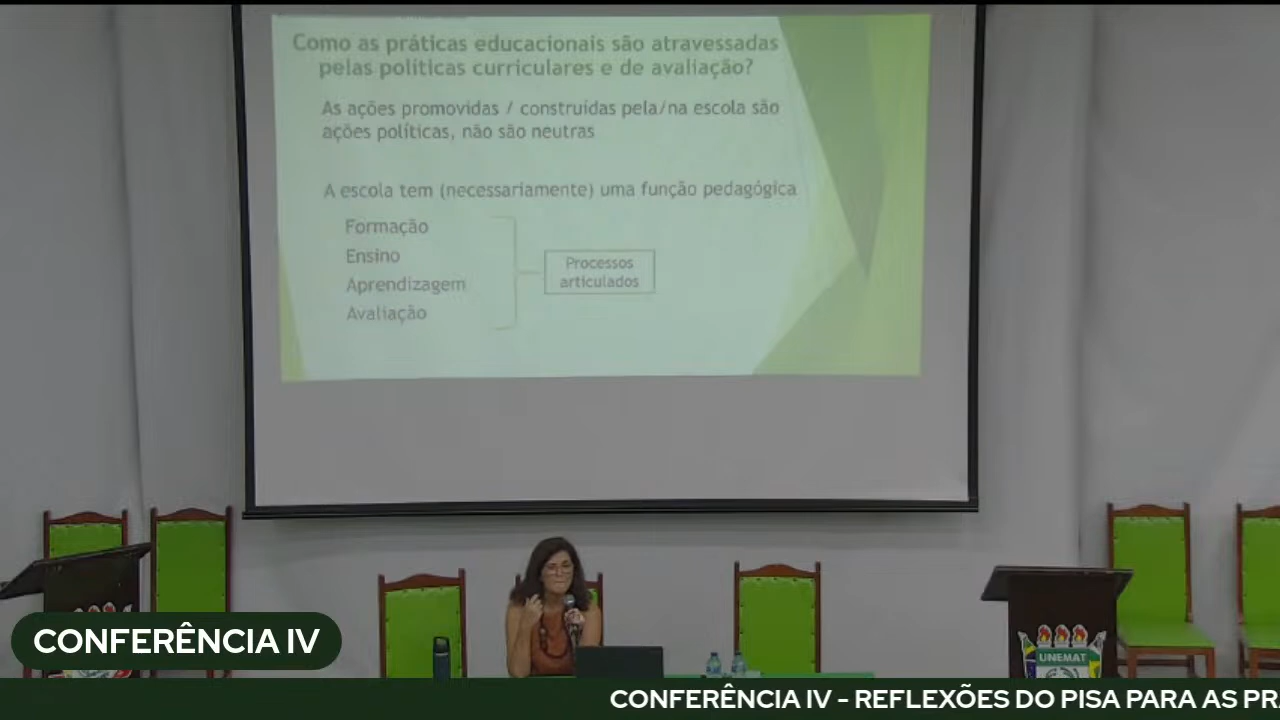 Como as práticas educacionais são atravessadas
pelas políticas curriculares e de avaliação?
As ações promovidas / construídas pela/na escola são
ações políticas, não são neutras
A escola tem (necessariamente) uma função pedagógica
Formação
Ensino
Aprendizagem
Avaliação
Processos
articulados
UNEMAT
CONFERÊNCIA IV
CONFERÊNCIA IV - REFLEXÕES DO PISA PARA AS PR